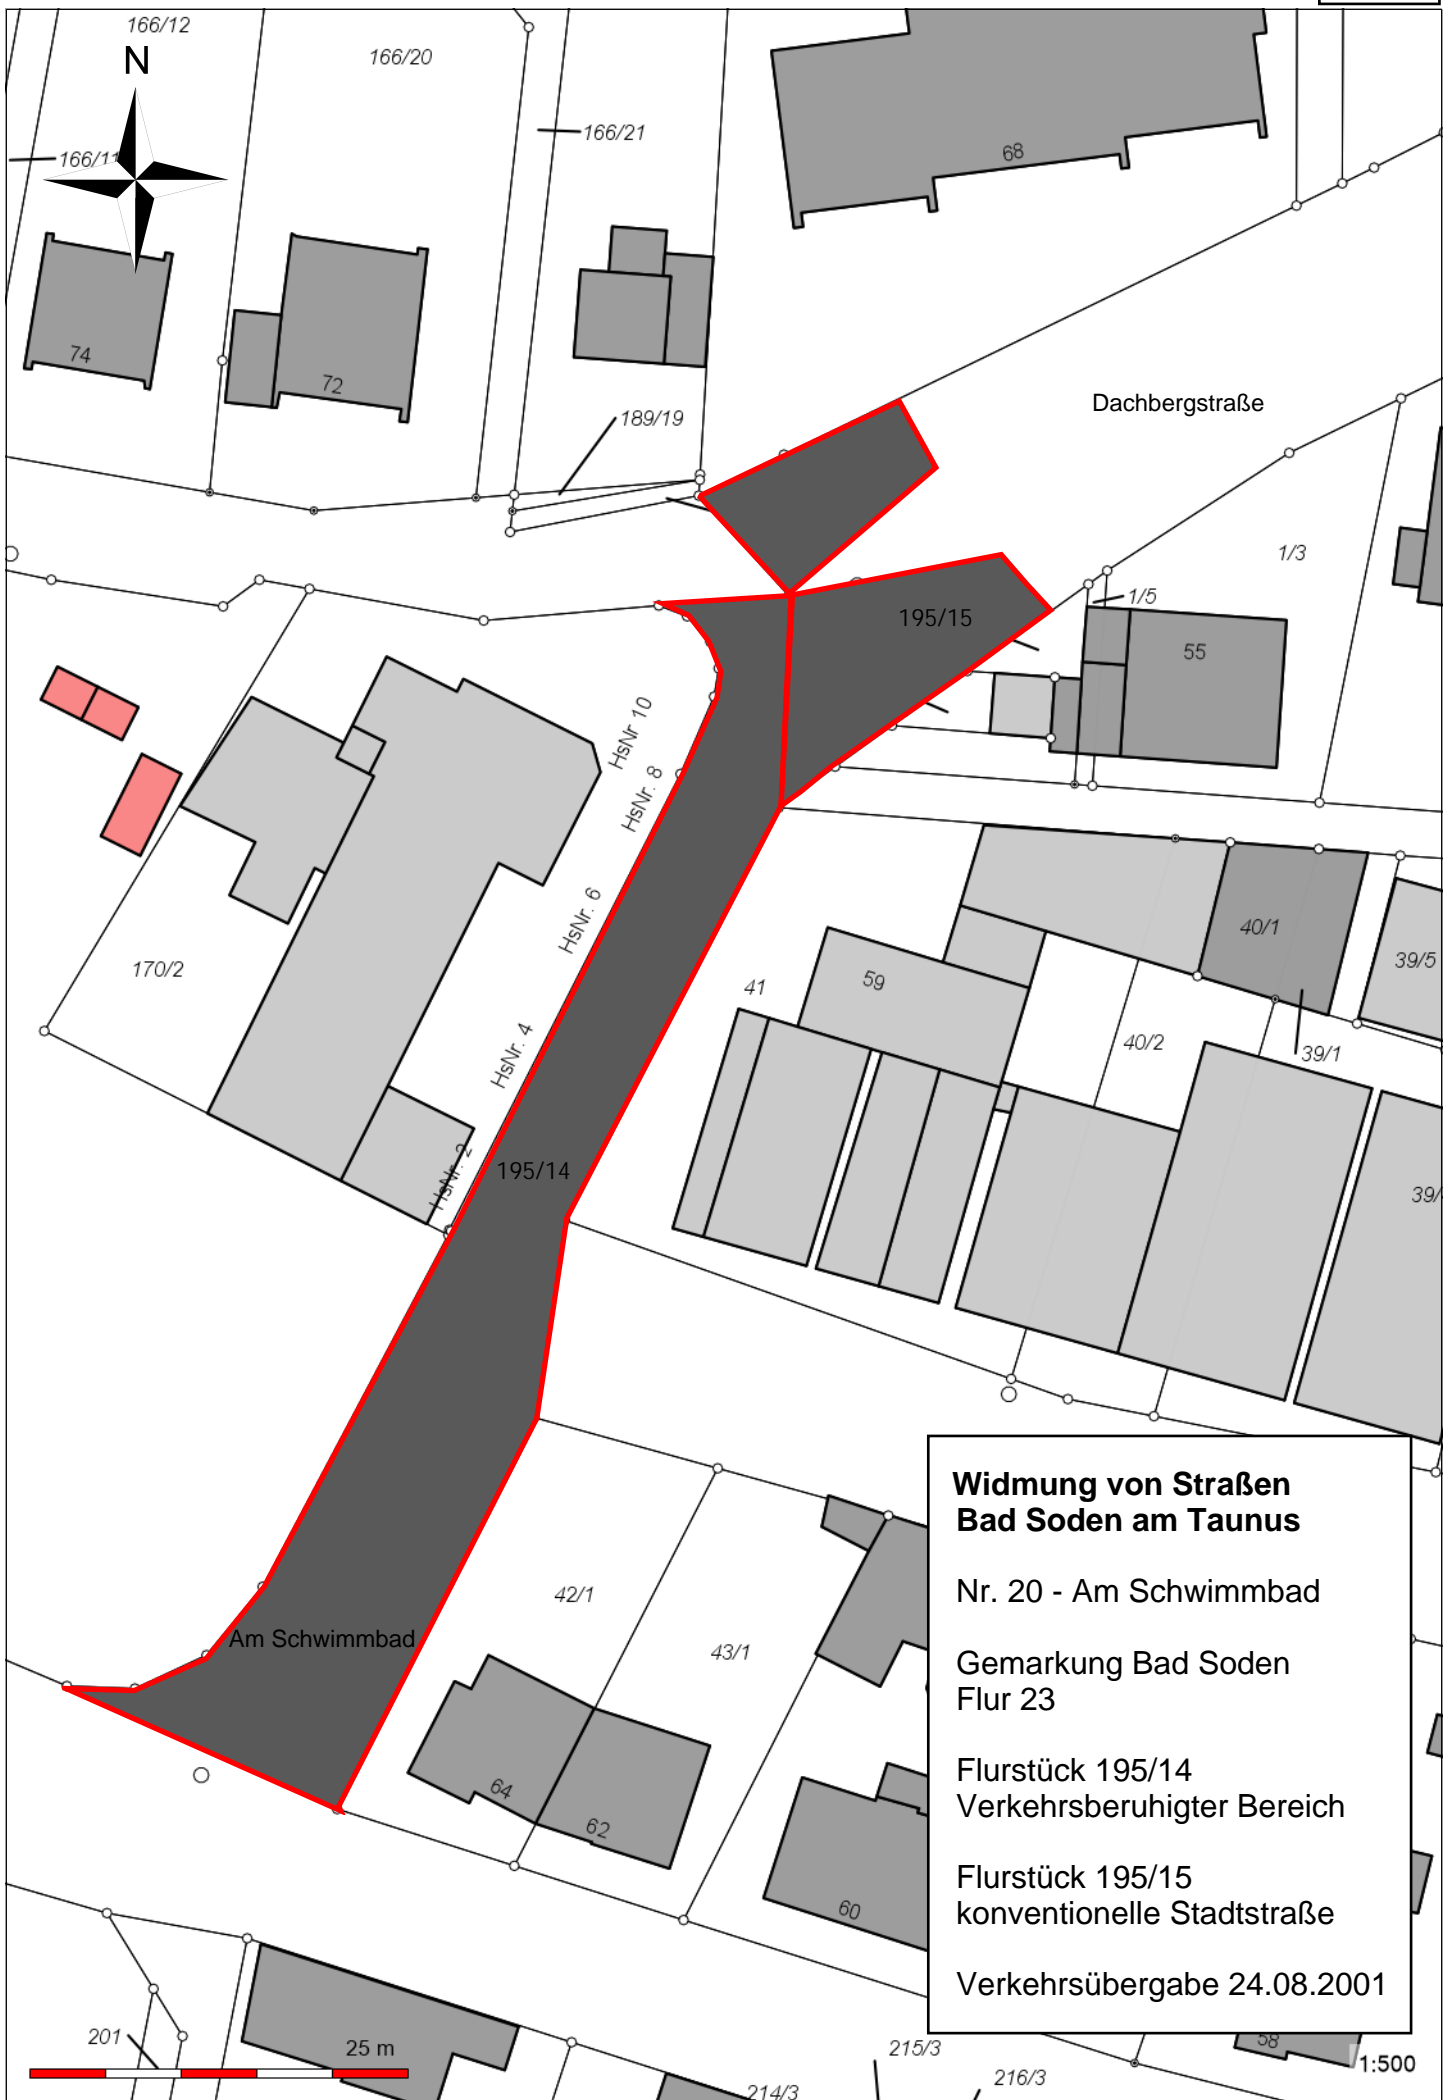 166/12
N
166/20
166/21
166/11
68
74
72
189/19
Dachbergstraße
1/3
1/5
195/15
55
HsNr 10
HsNr. 8
HsNr. 6
170/2
40/1
39/5
59
41
40/2
39/1
HsNr. 4
HsNr. 2
195/14
39/
Widmung von Straßen
Bad Soden am Taunus
Nr. 20 - Am Schwimmbad
Gemarkung Bad Soden
Flur 23
Flurstück 195/14
Verkehrsberuhigter Bereich
Flurstück 195/15
konventionelle Stadtstraße
Verkehrsübergabe 24.08.2001
42/1
43/1
Am Schwimmbad
64
62
60
201
25 m
215/3
58
1:500
214/3
216/3